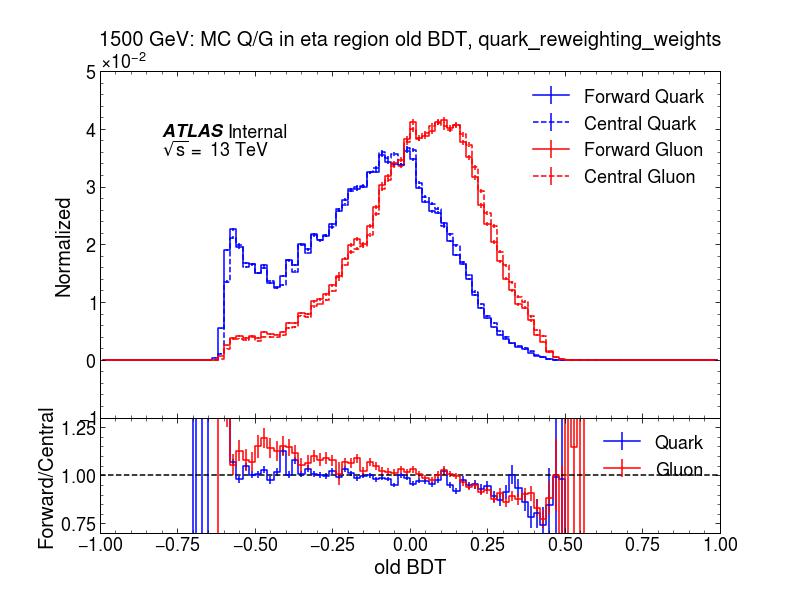 1500 GeV: MC Q/G in eta region old BDT, quark_reweighting_weights
×10⁻²
5
4
3
2
1
0
−1
Normalized
ATLAS Internal
√s = 13 TeV
Forward Quark
Central Quark
Forward Gluon
Central Gluon
1.25
1.00
0.75
Forward/Central
Quark
Gluon
−1.00 −0.75 −0.50 −0.25 0.00 0.25 0.50 0.75 1.00
old BDT